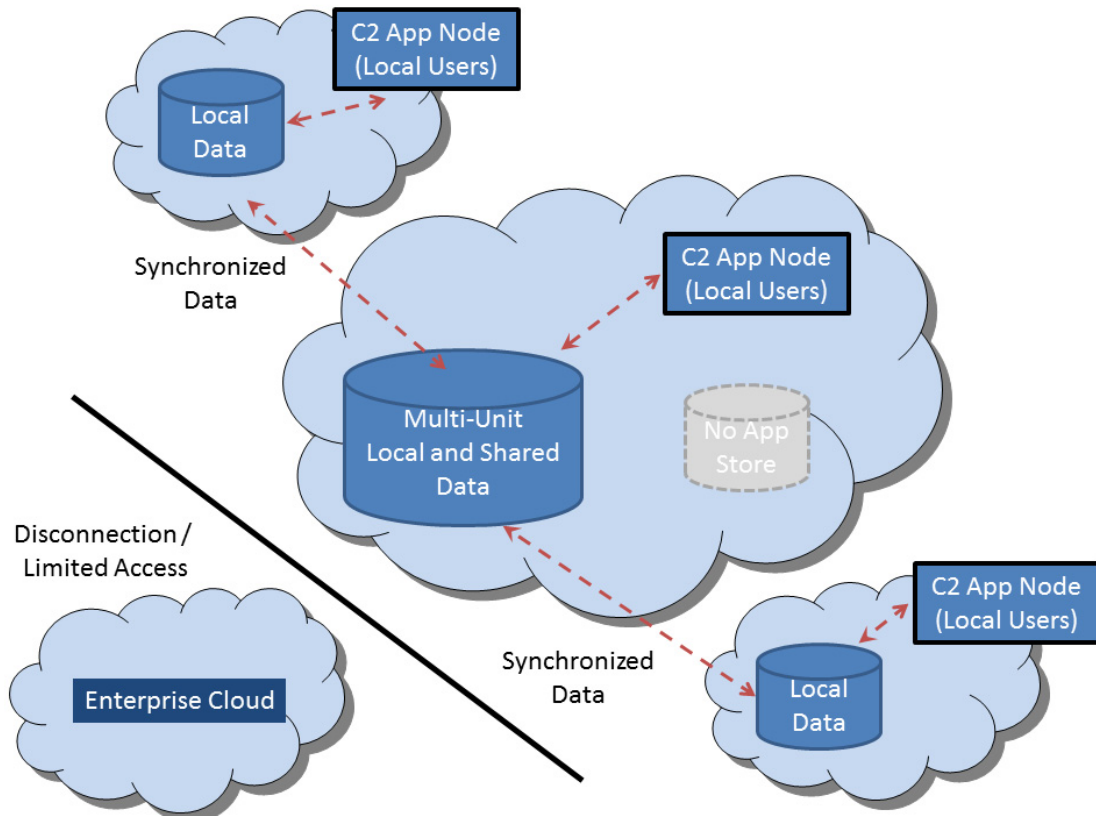 C2 App Node
(Local Users)
Local
Data
Synchronized
Data
C2 App Node
(Local Users)
Multi-Unit
Local and Shared
Data
No App
Store
Disconnection /
Limited Access
Enterprise Cloud
Synchronized
Data
C2 App Node
(Local Users)
Local
Data